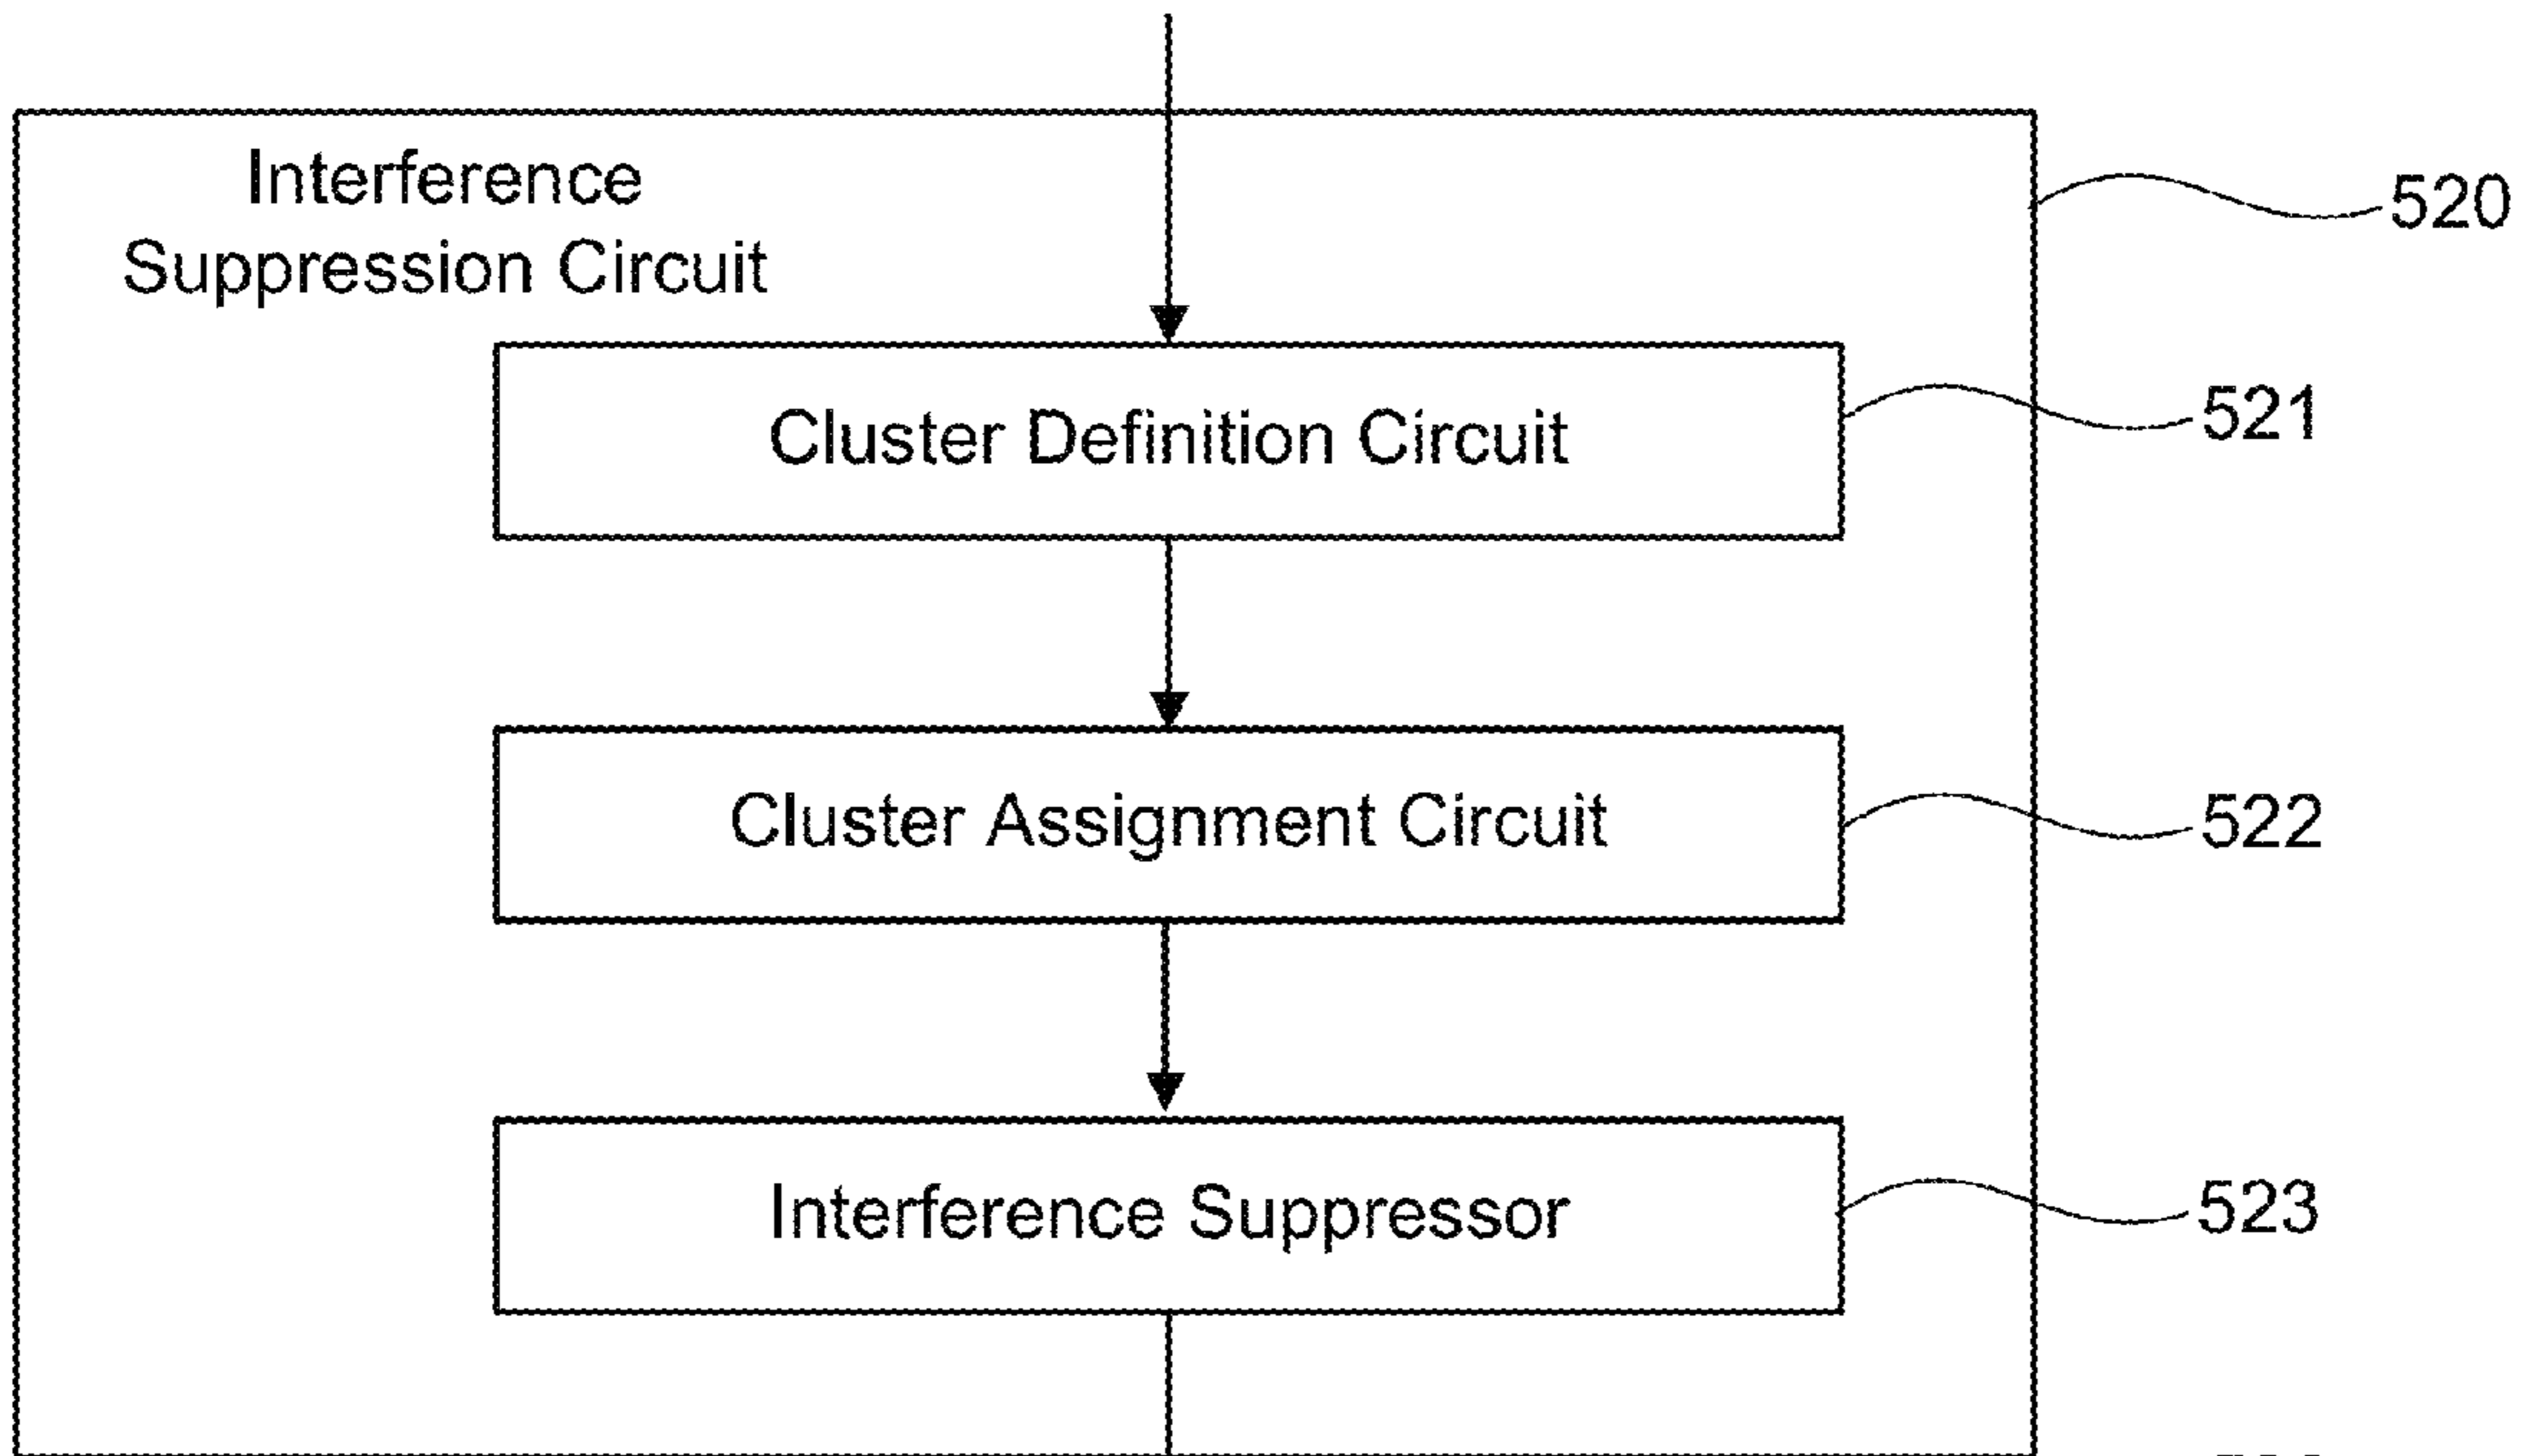 Interference
Suppression Circuit
520
Cluster Definition Circuit
521
Cluster Assignment Circuit
522
Interference Suppressor
523